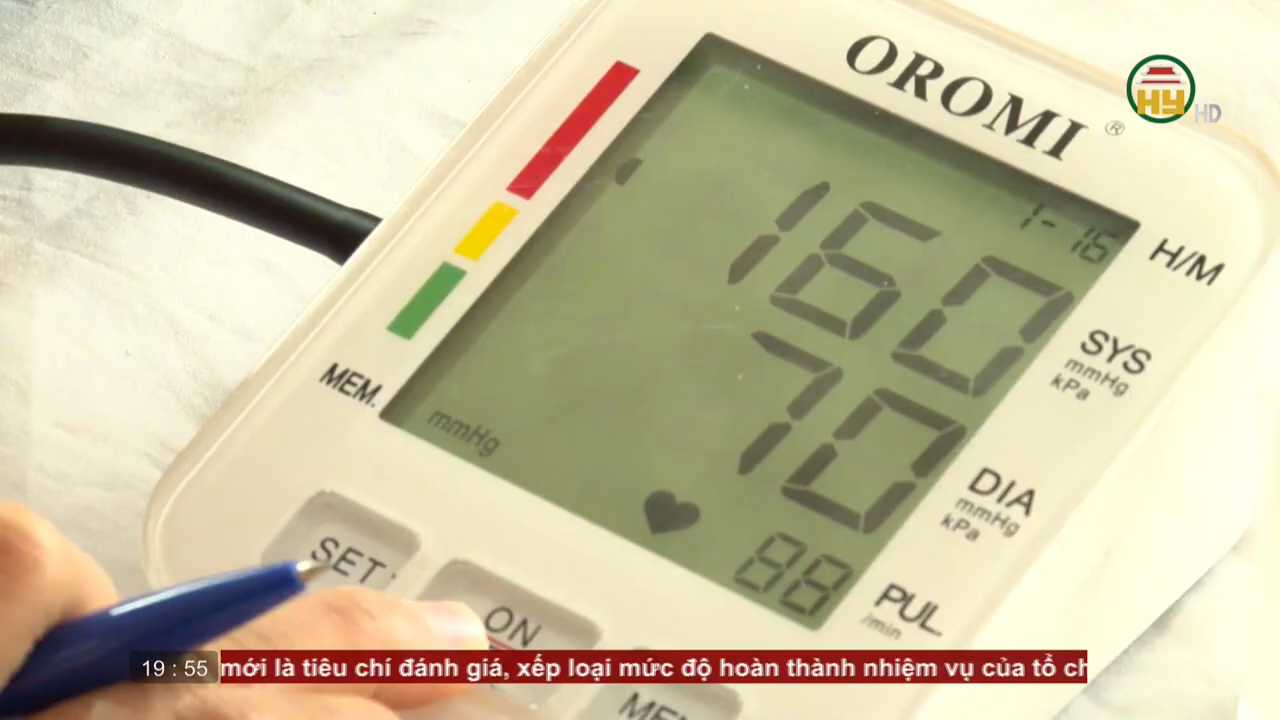 OROMI®
HY HD
1-16
H/M
160
SYS
mmHg
kPa
70
DIA
mmHg
kPa
MEM.
mmHg
88
PUL.
/min
SET
ON
19 : 55 mới là tiêu chí đánh giá, xếp loại mức độ hoàn thành nhiệm vụ của tổ ch